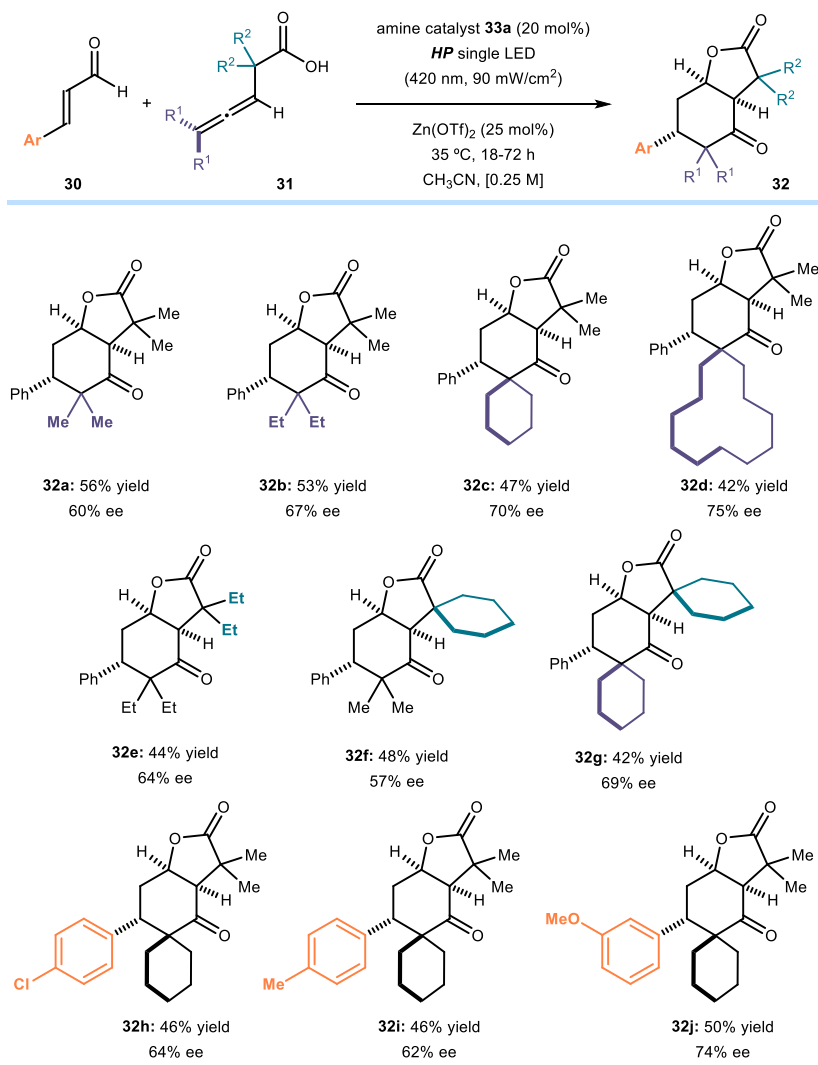 O
H
Ar
30
+
R2
R2
O
OH
H
R1
R1
31
amine catalyst 33a (20 mol%)
HP single LED
(420 nm, 90 mW/cm2)
Zn(OTf)2 (25 mol%)
35 ºC, 18-72 h
CH3CN, [0.25 M]
O
O
H
R2
R2
H
O
Ar
R1
R1
32
O
O
H
Me
Me
H
O
Ph
Me
Me
32a: 56% yield
60% ee
O
O
H
Me
Me
H
O
Ph
Et
Et
32b: 53% yield
67% ee
O
O
H
Me
Me
H
O
Ph
32c: 47% yield
70% ee
O
O
H
Me
Me
H
O
Ph
32d: 42% yield
75% ee
O
O
H
Et
Et
H
O
Ph
Et
Et
32e: 44% yield
64% ee
O
O
H
H
O
Ph
Me
Me
32f: 48% yield
57% ee
O
O
H
H
O
Ph
32g: 42% yield
69% ee
O
O
H
Me
Me
H
O
Cl
32h: 46% yield
64% ee
O
O
H
Me
Me
H
O
Me
32i: 46% yield
62% ee
O
O
H
Me
Me
H
O
MeO
32j: 50% yield
74% ee